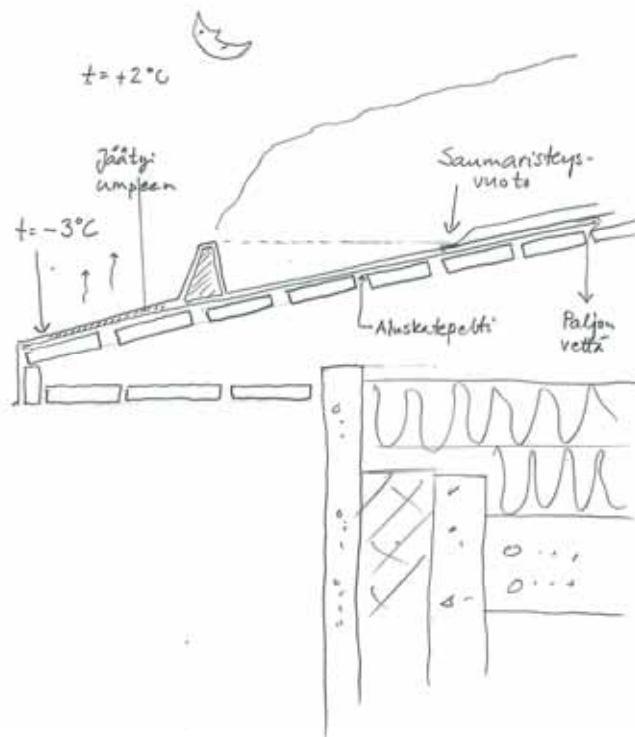 t=+2°C
Jäätyi
umpeen
Saumaristeys-
vuoto
t=-3°C
Aluskatepelti
Paljon
vettä